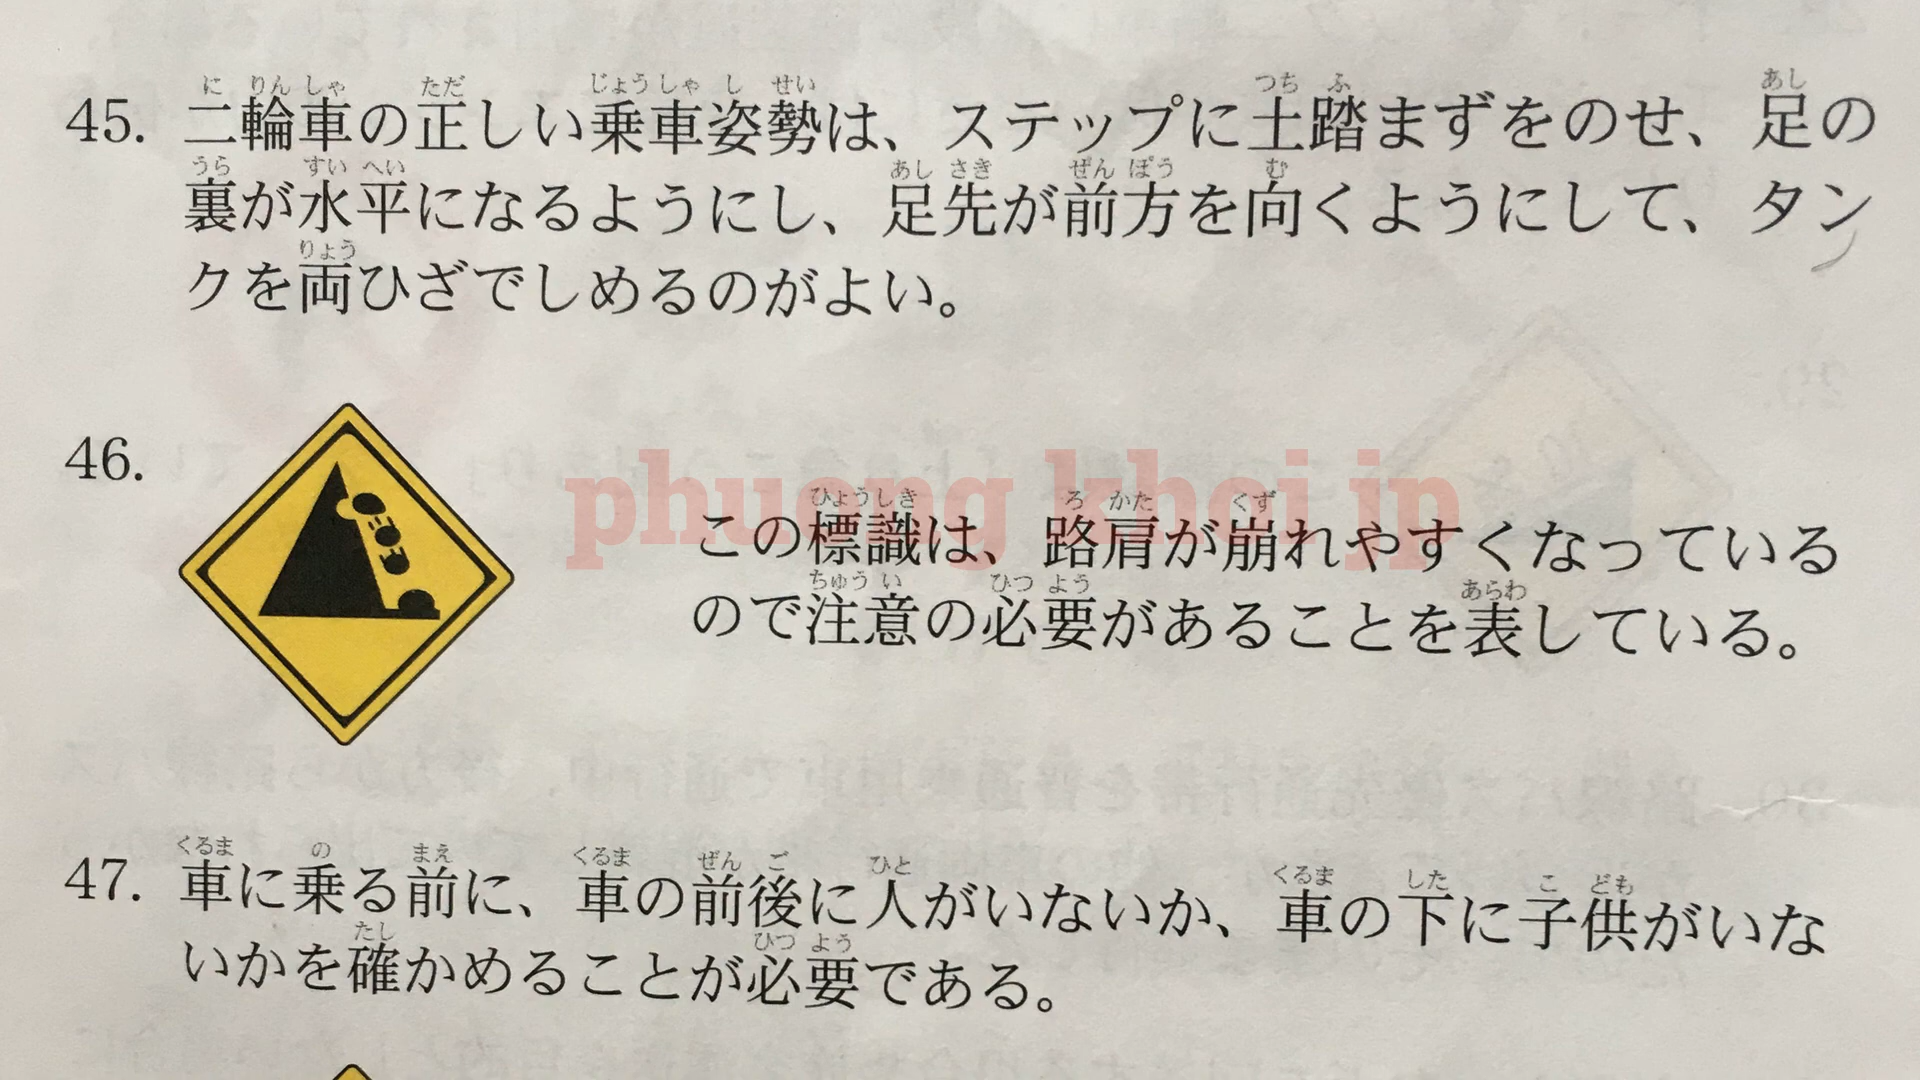 45. 二輪車の正しい乗車姿勢は、ステップに土踏まずをのせ、足の
裏が水平になるようにし、足先が前方を向くようにして、タン
クを両ひざでしめるのがよい。
46.
phuong khoi jp
この標識は、路肩が崩れやすくなっている
ので注意の必要があることを表している。
47. 車に乗る前に、車の前後に人がいないか、車の下に子供がいな
いかを確かめることが必要である。